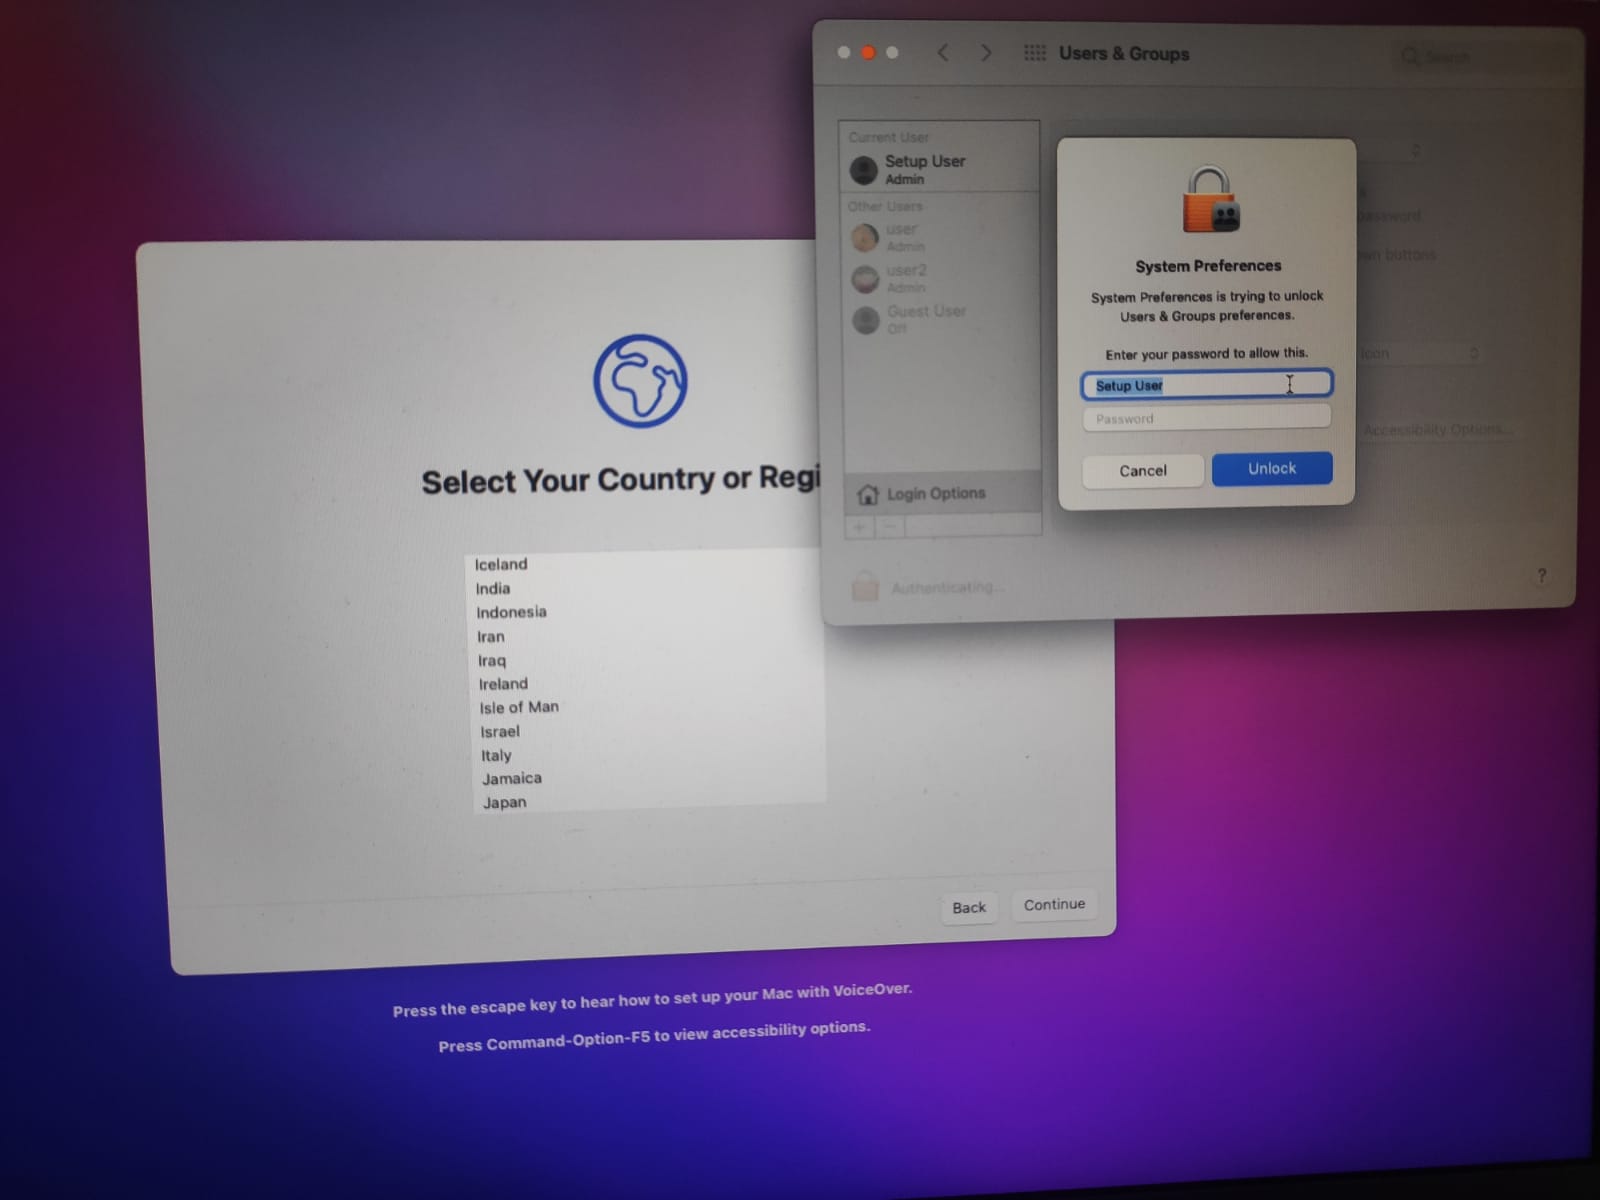 Users & Groups
Search
Current User
Setup User
Admin
Other Users
user
Admin
user2
Admin
Guest User
Off
Login Options
Authenticating...
System Preferences
System Preferences is trying to unlock
Users & Groups preferences.
Enter your password to allow this.
Setup User
Password
Cancel
Unlock
password
buttons
icon
Accessibility Options...
?
Select Your Country or Regi
Iceland
India
Indonesia
Iran
Iraq
Ireland
Isle of Man
Israel
Italy
Jamaica
Japan
Back
Continue
Press the escape key to hear how to set up your Mac with VoiceOver.
Press Command-Option-F5 to view accessibility options.